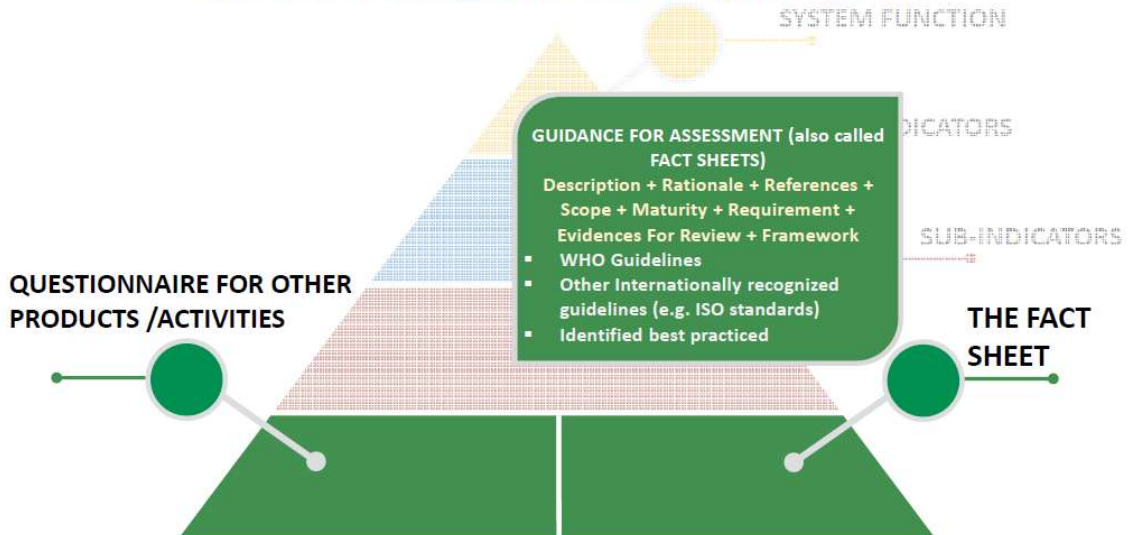 SYSTEM FUNCTION
GUIDANCE FOR ASSESSMENT (also called
FACT SHEETS)
Description + Rationale + References +
Scope + Maturity + Requirement +
Evidences For Review + Framework
▪ WHO Guidelines
▪ Other Internationally recognized
guidelines (e.g. ISO standards)
▪ Identified best practiced
DICATORS
SUB-INDICATORS
QUESTIONNAIRE FOR OTHER
PRODUCTS /ACTIVITIES
THE FACT
SHEET